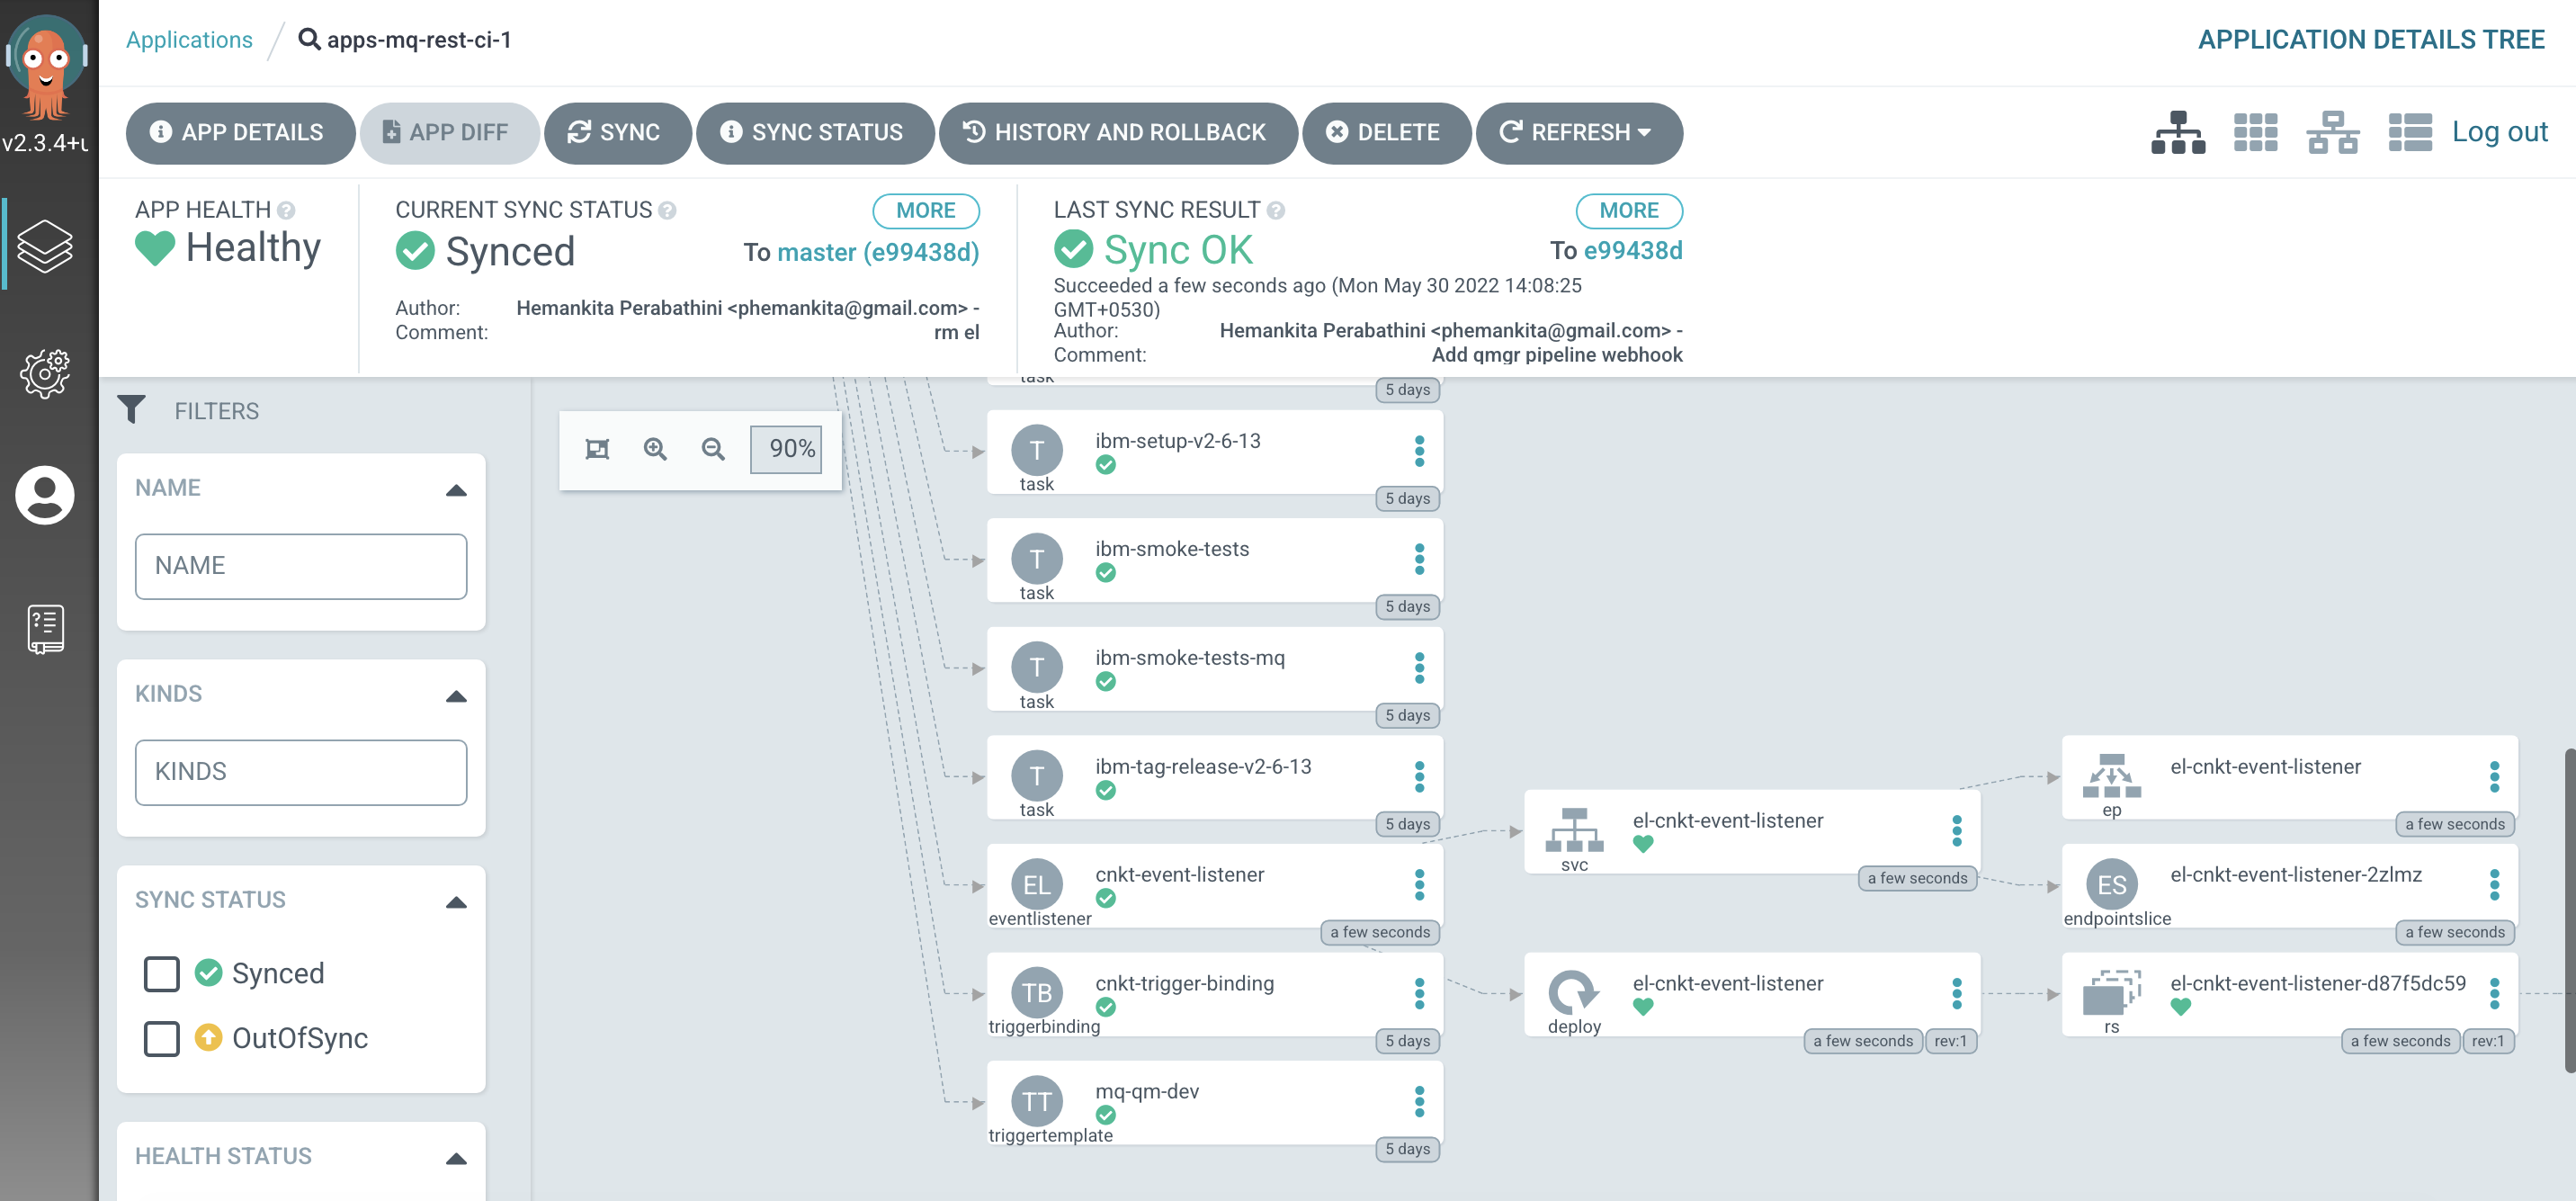 Applications
apps-mq-rest-ci-1
APPLICATION DETAILS TREE
v2.3.4+
APP DETAILS
APP DIFF
SYNC
SYNC STATUS
HISTORY AND ROLLBACK
DELETE
REFRESH
Log out
APP HEALTH
Healthy
CURRENT SYNC STATUS
MORE
Synced
To master (e99438d)
Author: Hemankita Perabathini <phemankita@gmail.com> -
Comment: rm el
LAST SYNC RESULT
MORE
Sync OK
To e99438d
Succeeded a few seconds ago (Mon May 30 2022 14:08:25
GMT+0530)
Author: Hemankita Perabathini <phemankita@gmail.com> -
Comment: Add qmgr pipeline webhook
FILTERS
NAME
NAME
KINDS
KINDS
SYNC STATUS
Synced
OutOfSync
HEALTH STATUS
90%
task
5 days
T
ibm-setup-v2-6-13
task
5 days
T
ibm-smoke-tests
task
5 days
T
ibm-smoke-tests-mq
task
5 days
T
ibm-tag-release-v2-6-13
task
5 days
EL
cnkt-event-listener
eventlistener
a few seconds
TB
cnkt-trigger-binding
triggerbinding
5 days
TT
mq-qm-dev
triggertemplate
5 days
el-cnkt-event-listener
svc
a few seconds
el-cnkt-event-listener
deploy
a few seconds
rev:1
el-cnkt-event-listener
ep
a few seconds
ES
el-cnkt-event-listener-2zlmz
endpointslice
a few seconds
el-cnkt-event-listener-d87f5dc59
rs
a few seconds
rev:1